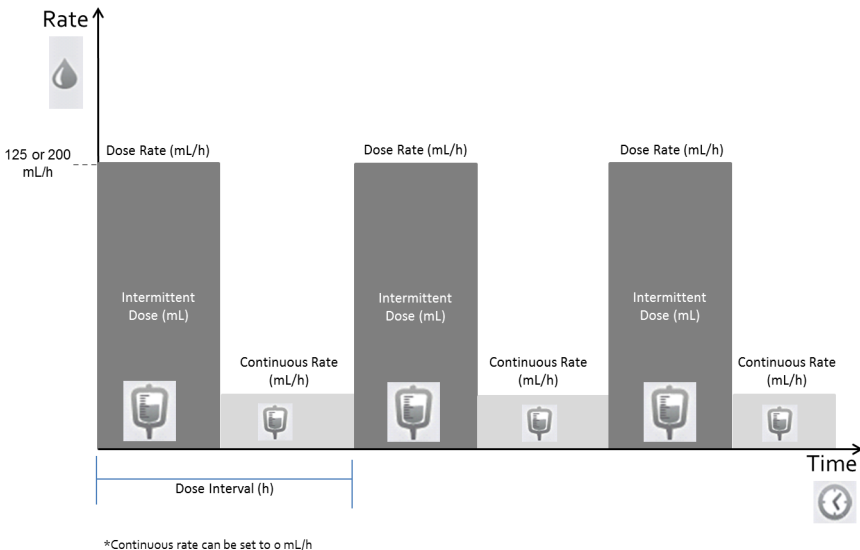 Rate
125 or 200
mL/h
Dose Rate (mL/h)
Dose Rate (mL/h)
Dose Rate (mL/h)
Intermittent
Dose (mL)
Intermittent
Dose (mL)
Intermittent
Dose (mL)
Continuous Rate
(mL/h)
Continuous Rate
(mL/h)
Continuous Rate
(mL/h)
Time
Dose Interval (h)
*Continuous rate can be set to 0 mL/h